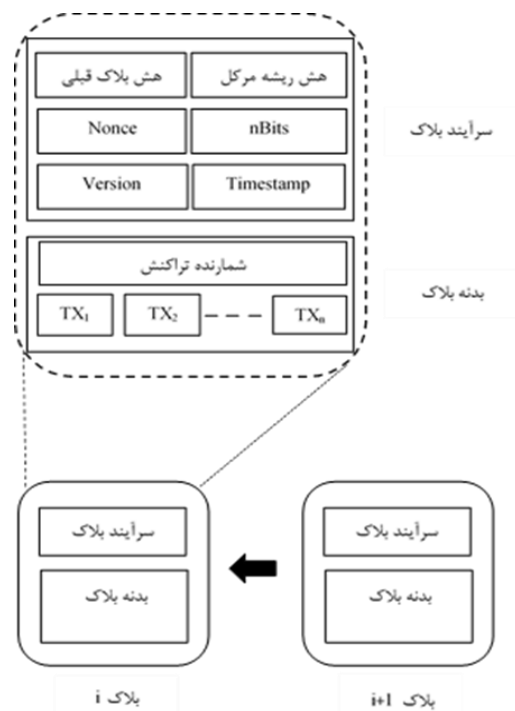 هش ریشه مرکل هش بلاک قبلی
Nonce nBits
سرآیند بلاک
Version Timestamp
شمارنده تراکنش
بدنه بلاک
TX₁ TX₂ TXₙ
سرآیند بلاک سرآیند بلاک
بدنه بلاک بدنه بلاک
بلاک i بلاک i+1